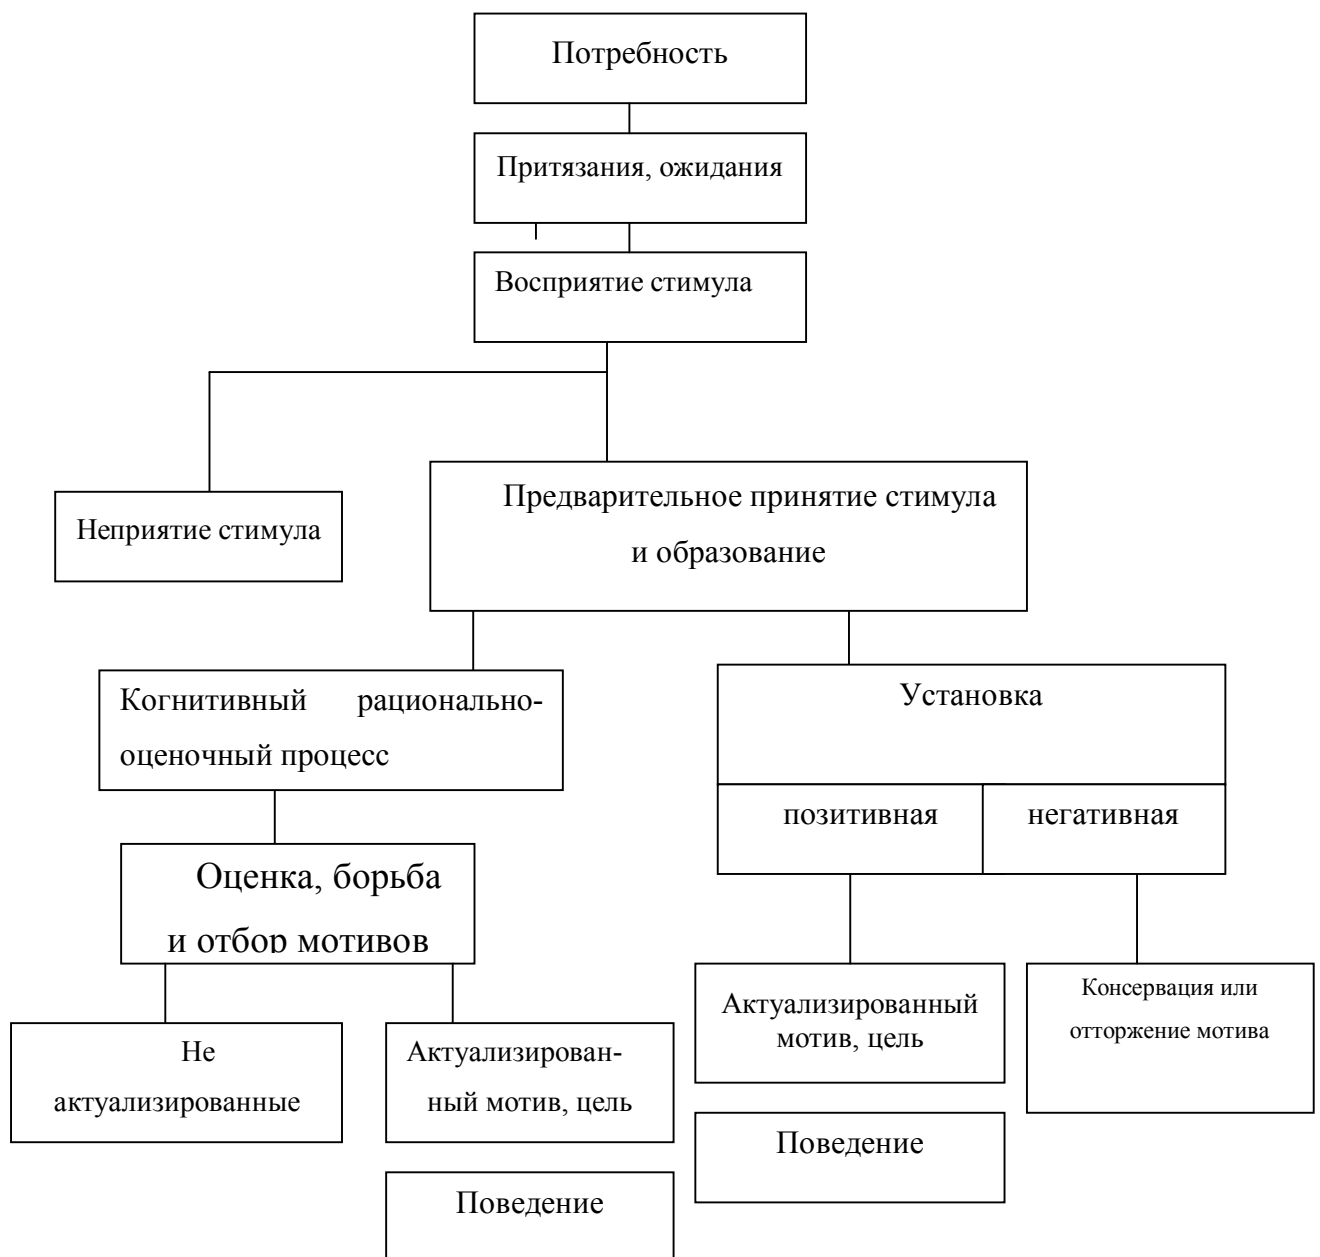 Потребность
Притязания, ожидания
Восприятие стимула
Неприятие стимула
Предварительное принятие стимула
и образование
Когнитивный рационально-
оценочный процесс
Установка
позитивная
негативная
Оценка, борьба
и отбор мотивов
Не
актуализированные
Актуализирован-
ный мотив, цель
Поведение
Актуализированный
мотив, цель
Поведение
Консервация или
отторжение мотива